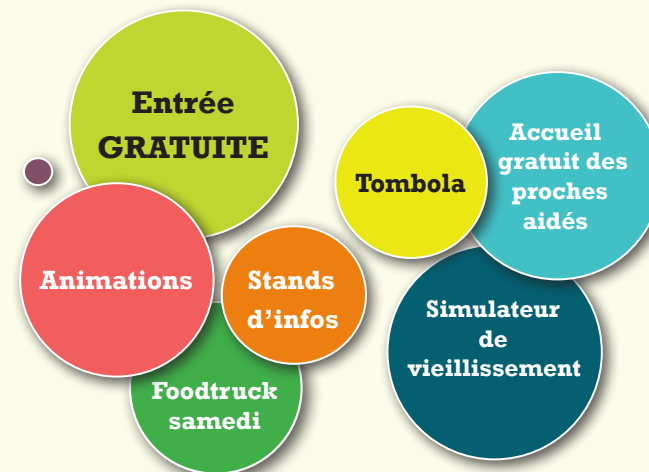 Entrée
GRATUITE
Animations
Stands
d'infos
Foodtruck
samedi
Tombola
Accueil
gratuit des
proches
aidés
Simulateur
de
vieillissement